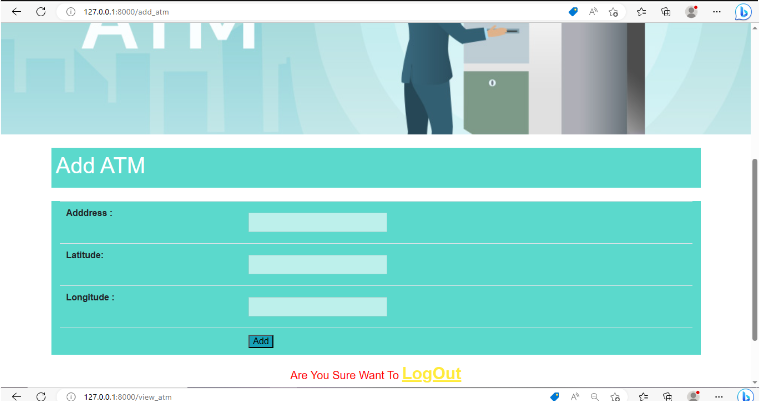 127.0.0.1:8000/add_atm
ATM
Add ATM
Adddress :
Latitude:
Longitude :
Add
Are You Sure Want To LogOut
127.0.0.1:8000/view_atm